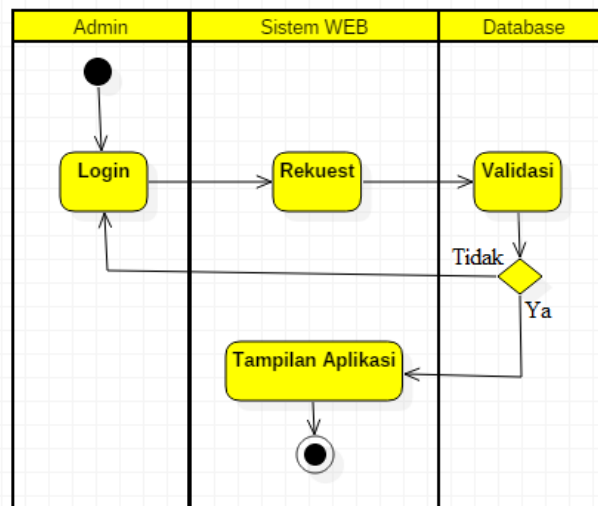 Admin
Sistem WEB
Database
Login
Rekuest
Validasi
Tidak
Ya
Tampilan Aplikasi